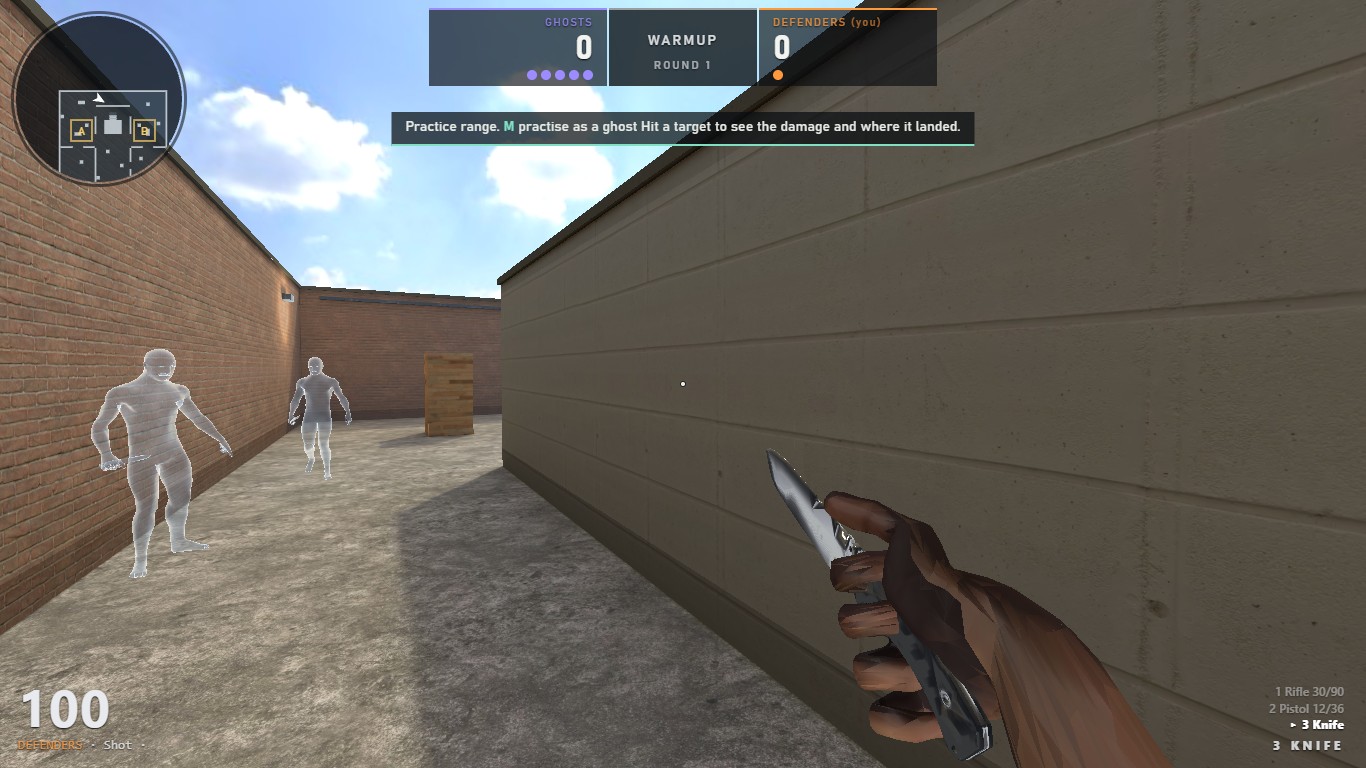 GHOSTS
0
WARMUP
ROUND 1
DEFENDERS (you)
0
Practice range. M practise as a ghost Hit a target to see the damage and where it landed.
A
B
100
DEFENDERS · Shot ·
1 Rifle 30/90
2 Pistol 12/36
▸ 3 Knife
3 KNIFE